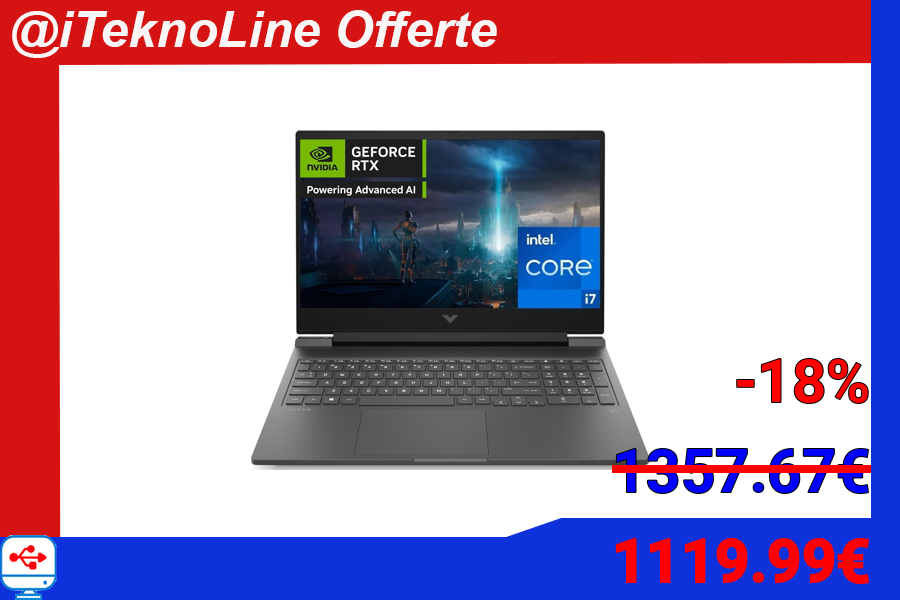 @iTeknoLine Offerte
NVIDIA
GEFORCE
RTX
Powering Advanced AI
intel.
CORE
i7
-18%
1357.67€
1119.99€